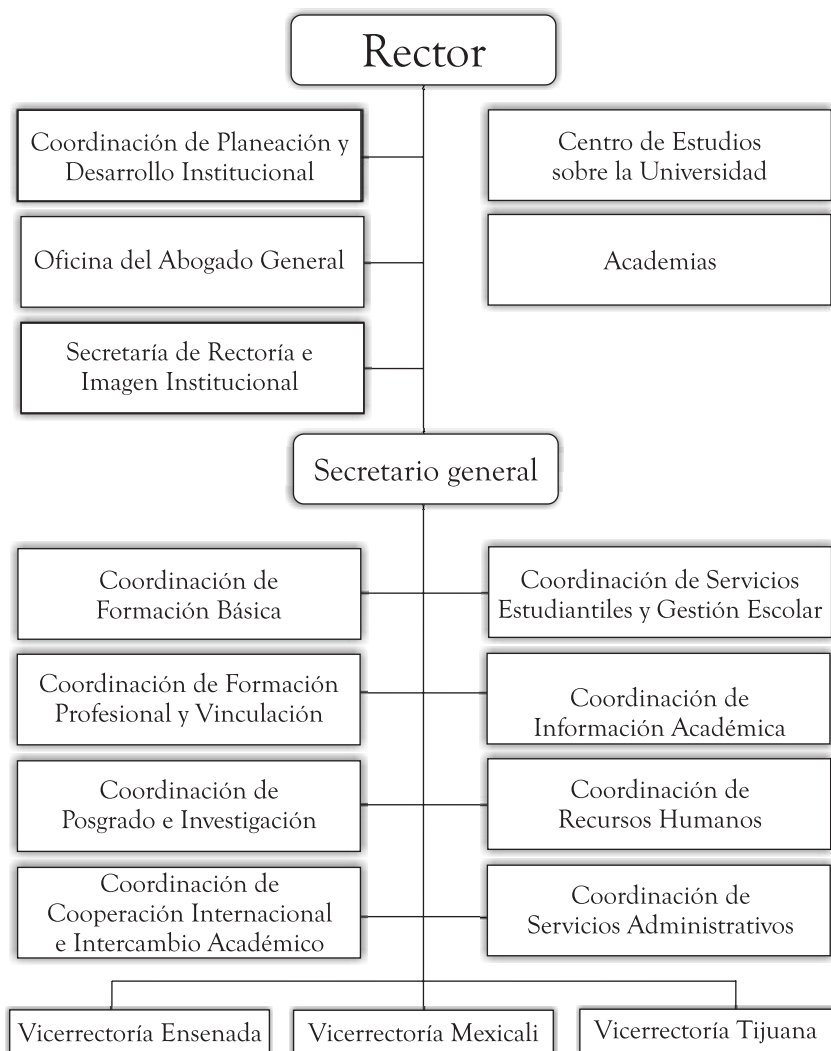 Rector
Coordinación de Planeación y
Desarrollo Institucional
Centro de Estudios
sobre la Universidad
Oficina del Abogado General
Academias
Secretaría de Rectoría e
Imagen Institucional
Secretario general
Coordinación de
Formación Básica
Coordinación de Servicios
Estudiantiles y Gestión Escolar
Coordinación de Formación
Profesional y Vinculación
Coordinación de
Información Académica
Coordinación de
Posgrado e Investigación
Coordinación de
Recursos Humanos
Coordinación de
Cooperación Internacional
e Intercambio Académico
Coordinación de
Servicios Administrativos
Vicerrectoría Ensenada
Vicerrectoría Mexicali
Vicerrectoría Tijuana